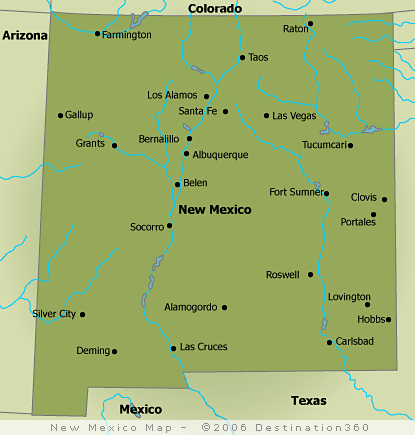 Colorado
Raton
Arizona
Farmington
Taos
Los Alamos
Santa Fe
Gallup
Las Vegas
Bernalillo
Grants
Tucumcari
Albuquerque
Belen
Fort Sumner
Clovis
New Mexico
Portales
Socorro
Roswell
Lovington
Alamogordo
Silver City
Hobbs
Carlsbad
Deming
Las Cruces
Texas
Mexico
New Mexico Map - ©2006 Destination360